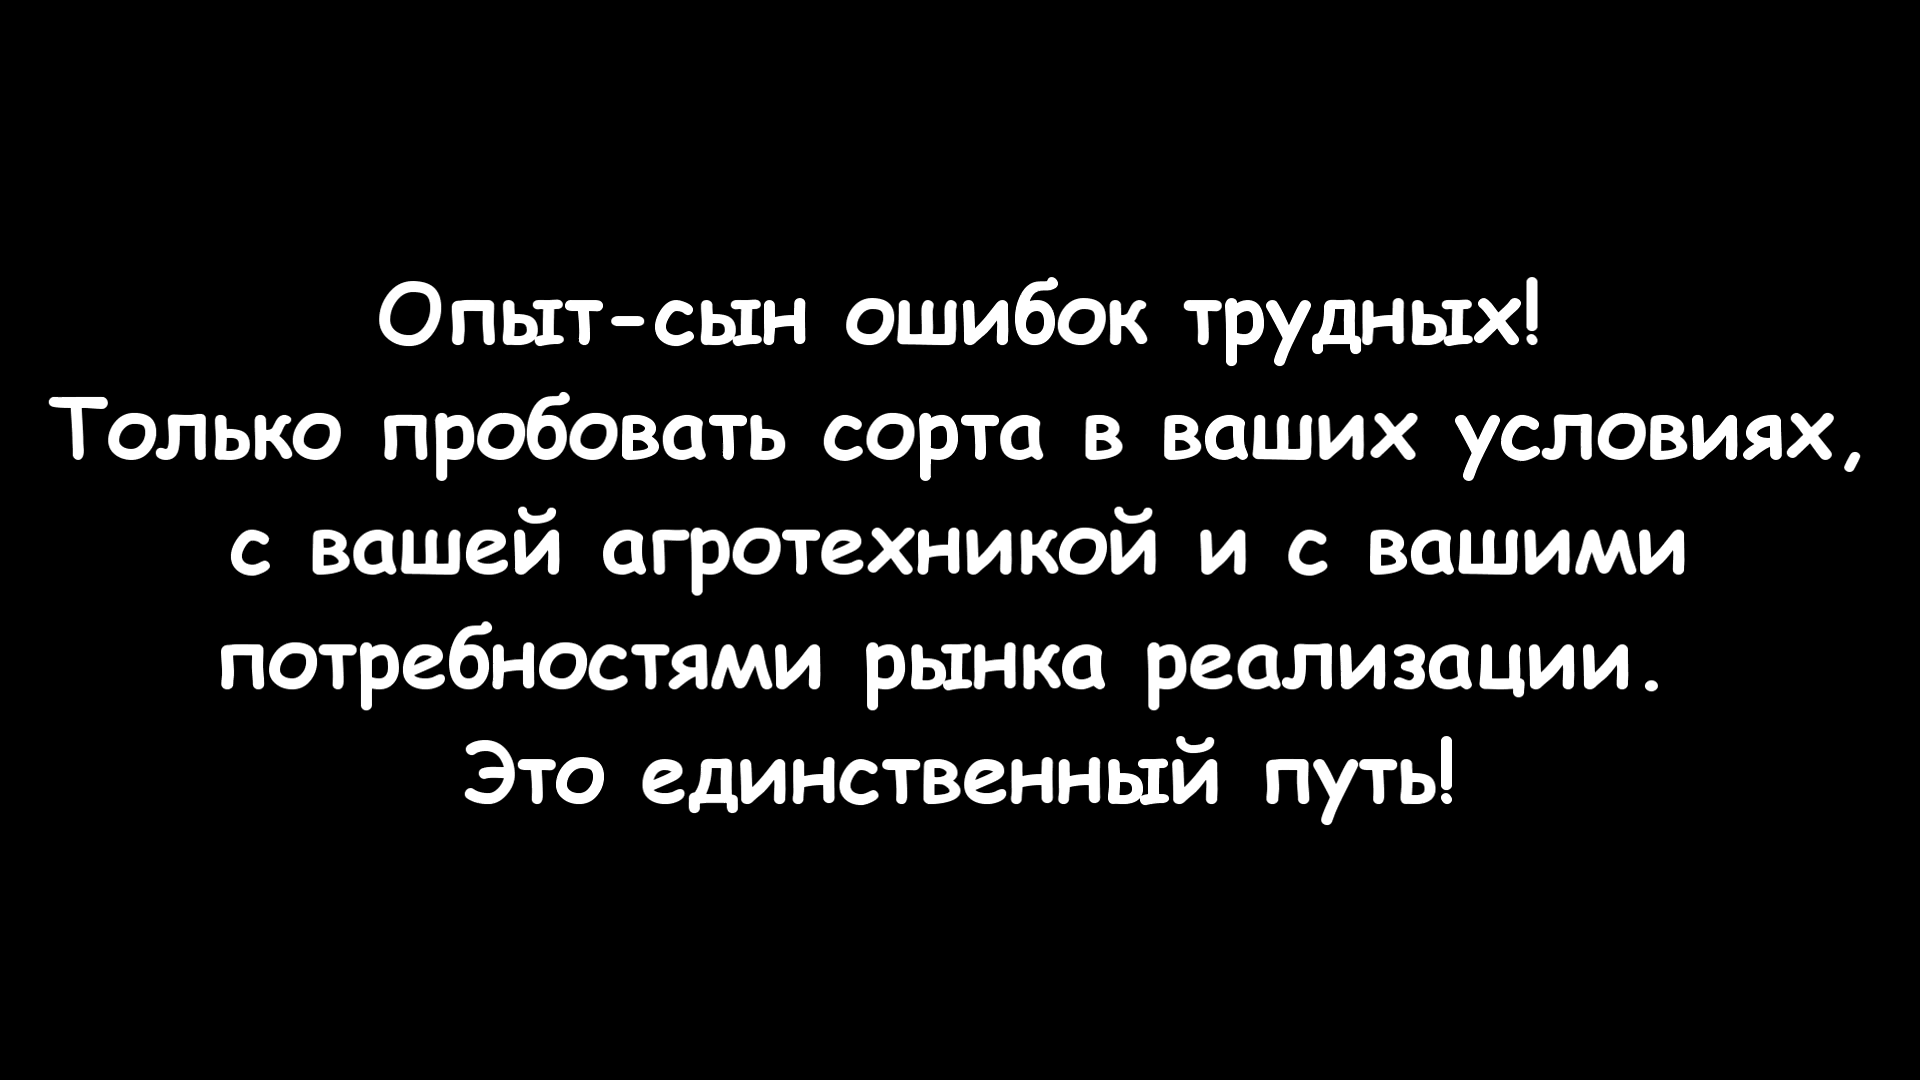 Опыт-сын ошибок трудных!
Только пробовать сорта в ваших условиях,
с вашей агротехникой и с вашими
потребностями рынка реализации.
Это единственный путь!